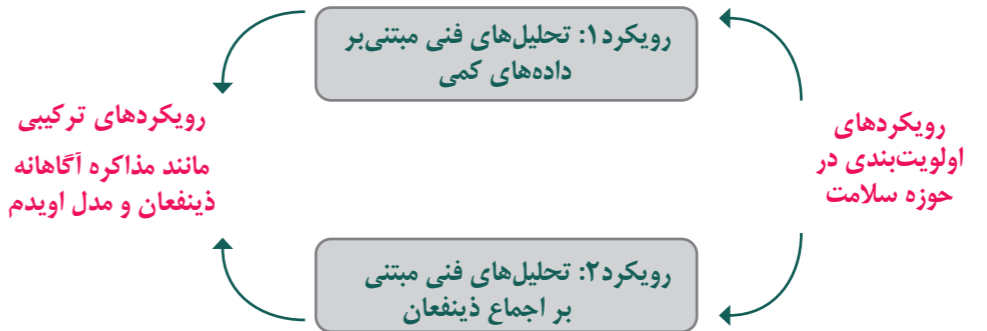 رویکردهای
اولویت‌بندی در
حوزه سلامت
رویکرد۱: تحلیل‌های فنی مبتنی‌بر
داده‌های کمی
رویکرد۲: تحلیل‌های فنی مبتنی
بر اجماع ذینفعان
رویکردهای ترکیبی
مانند مذاکره آگاهانه
ذینفعان و مدل اویدم